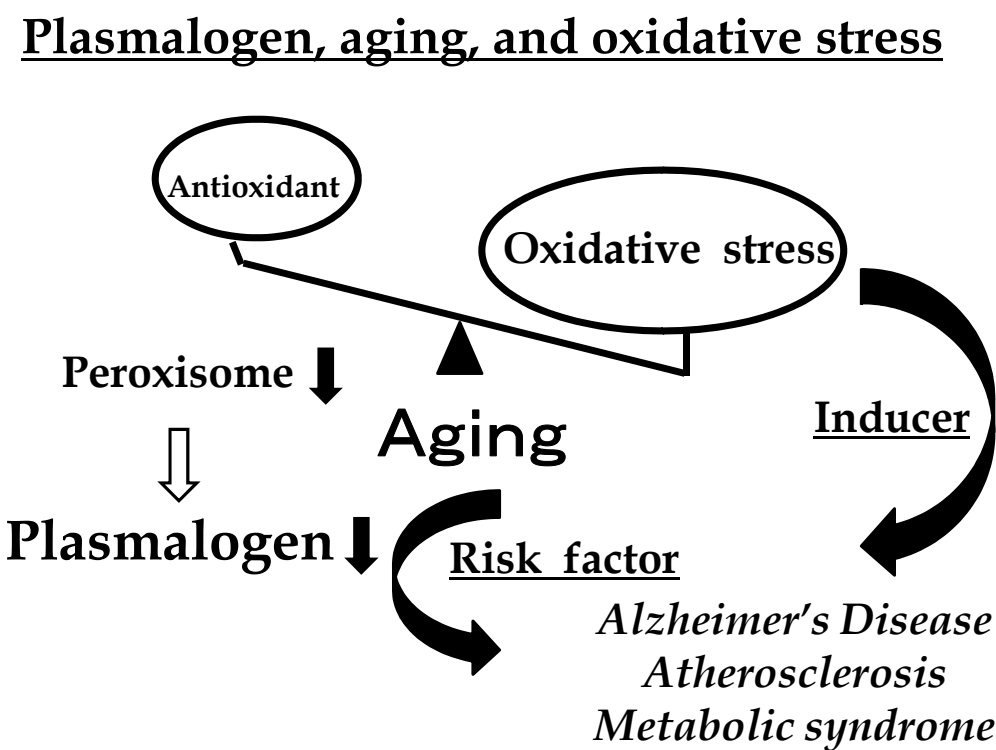 Plasmalogen, aging, and oxidative stress
Antioxidant
Oxidative stress
Peroxisome
Aging
Inducer
Plasmalogen
Risk factor
Alzheimer's Disease
Atherosclerosis
Metabolic syndrome